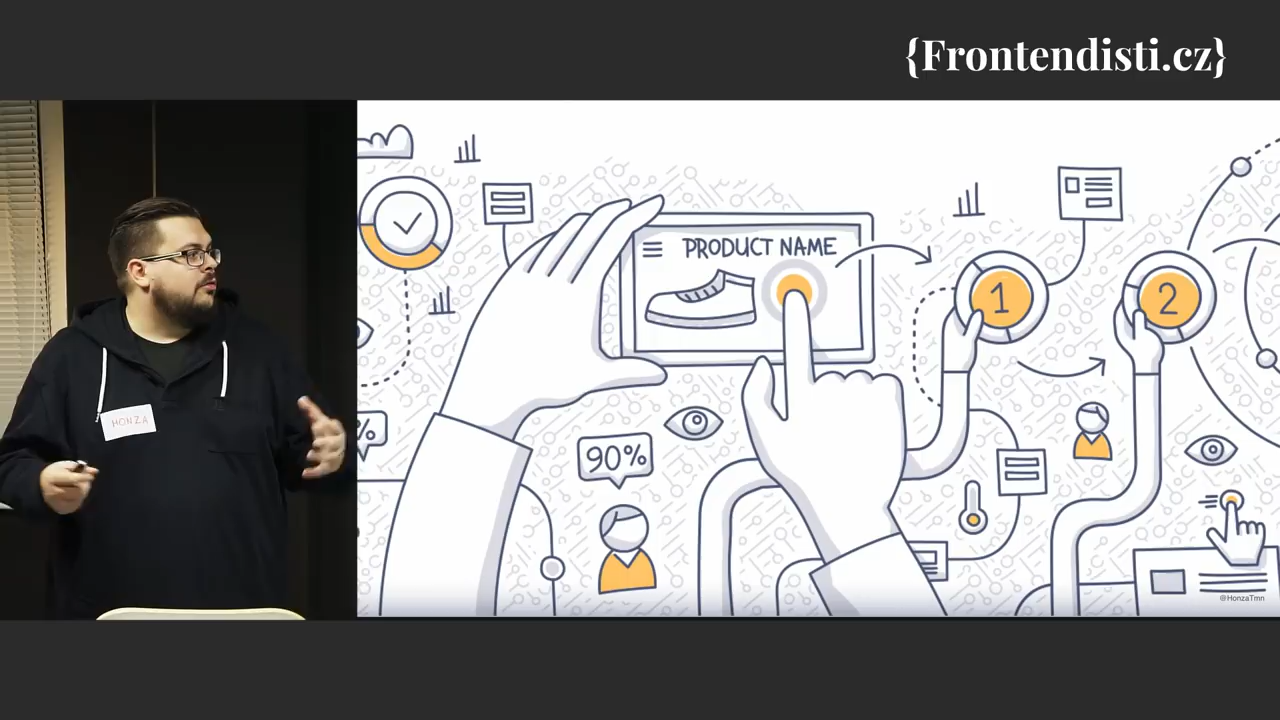 {Frontendisti.cz}
HONZA
PRODUCT NAME
1
2
%
90%
@HonzaTmn